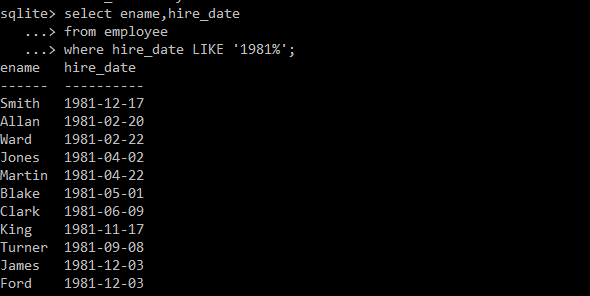 sqlite> select ename,hire_date
   ...> from employee
   ...> where hire_date LIKE '1981%';
ename   hire_date
------  ----------
Smith   1981-12-17
Allan   1981-02-20
Ward    1981-02-22
Jones   1981-04-02
Martin  1981-04-22
Blake   1981-05-01
Clark   1981-06-09
King    1981-11-17
Turner  1981-09-08
James   1981-12-03
Ford    1981-12-03